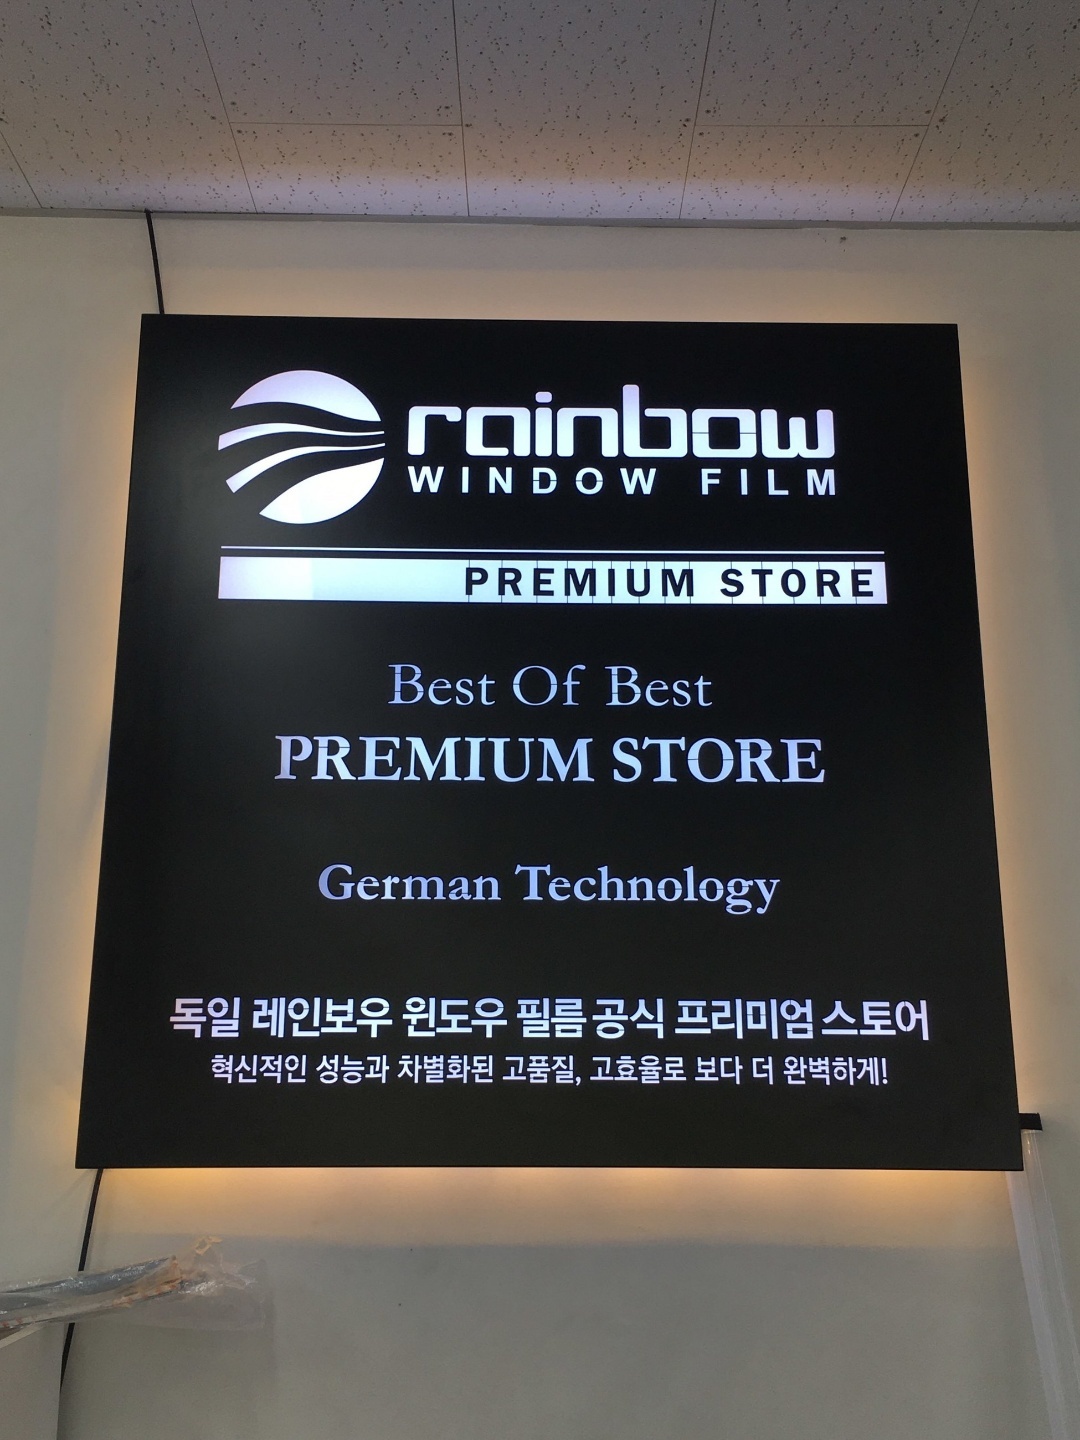 rainbow
WINDOW FILM
PREMIUM STORE
Best Of Best
PREMIUM STORE
German Technology
독일 레인보우 윈도우 필름 공식 프리미엄 스토어
혁신적인 성능과 차별화된 고품질, 고효율로 보다 더 완벽하게!